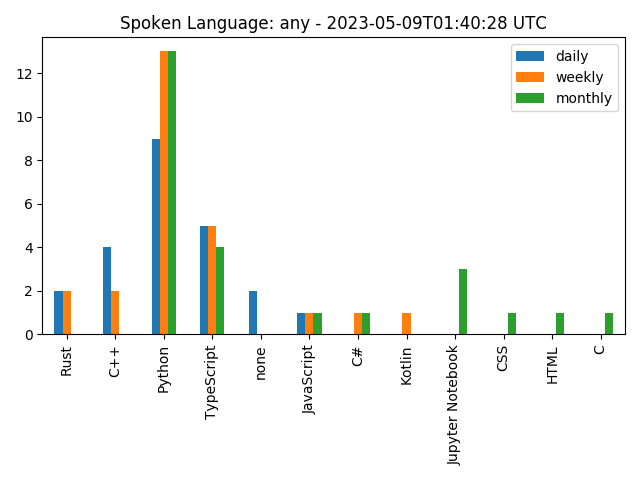 Spoken Language: any - 2023-05-09T01:40:28 UTC
daily
weekly
monthly
12
10
8
6
4
2
0
Rust
C++
Python
TypeScript
none
JavaScript
C#
Kotlin
Jupyter Notebook
CSS
HTML
C